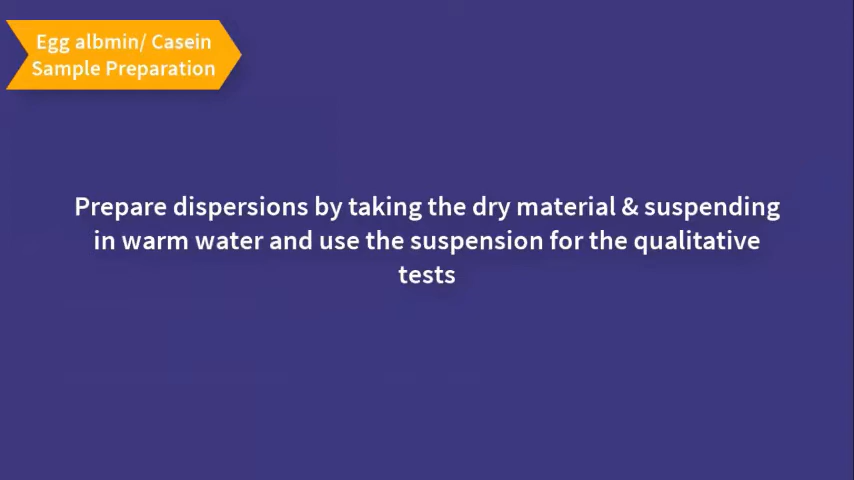 Egg albmin/ Casein
Sample Preparation
Prepare dispersions by taking the dry material & suspending
in warm water and use the suspension for the qualitative
tests